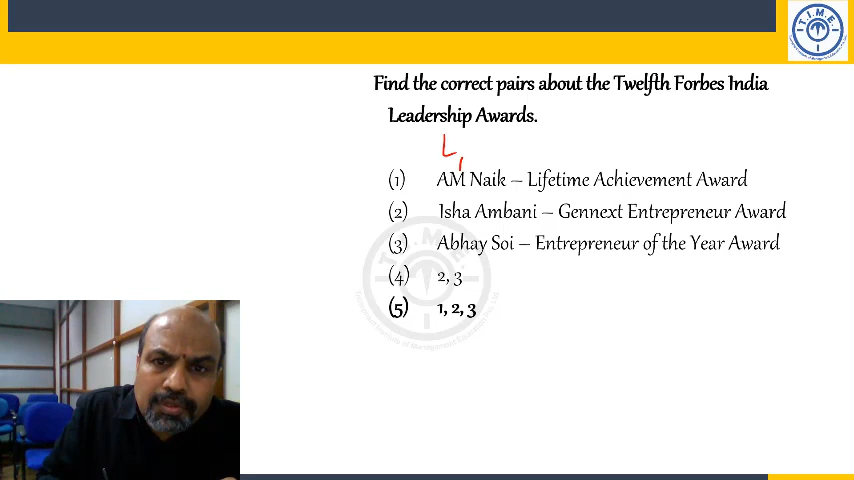 T.I.M.E.
Find the correct pairs about the Twelfth Forbes India
Leadership Awards.
L
(1) AM Naik – Lifetime Achievement Award
(2) Isha Ambani – Gennext Entrepreneur Award
(3) Abhay Soi – Entrepreneur of the Year Award
(4) 2, 3
(5) 1, 2, 3
T.I.M.E.